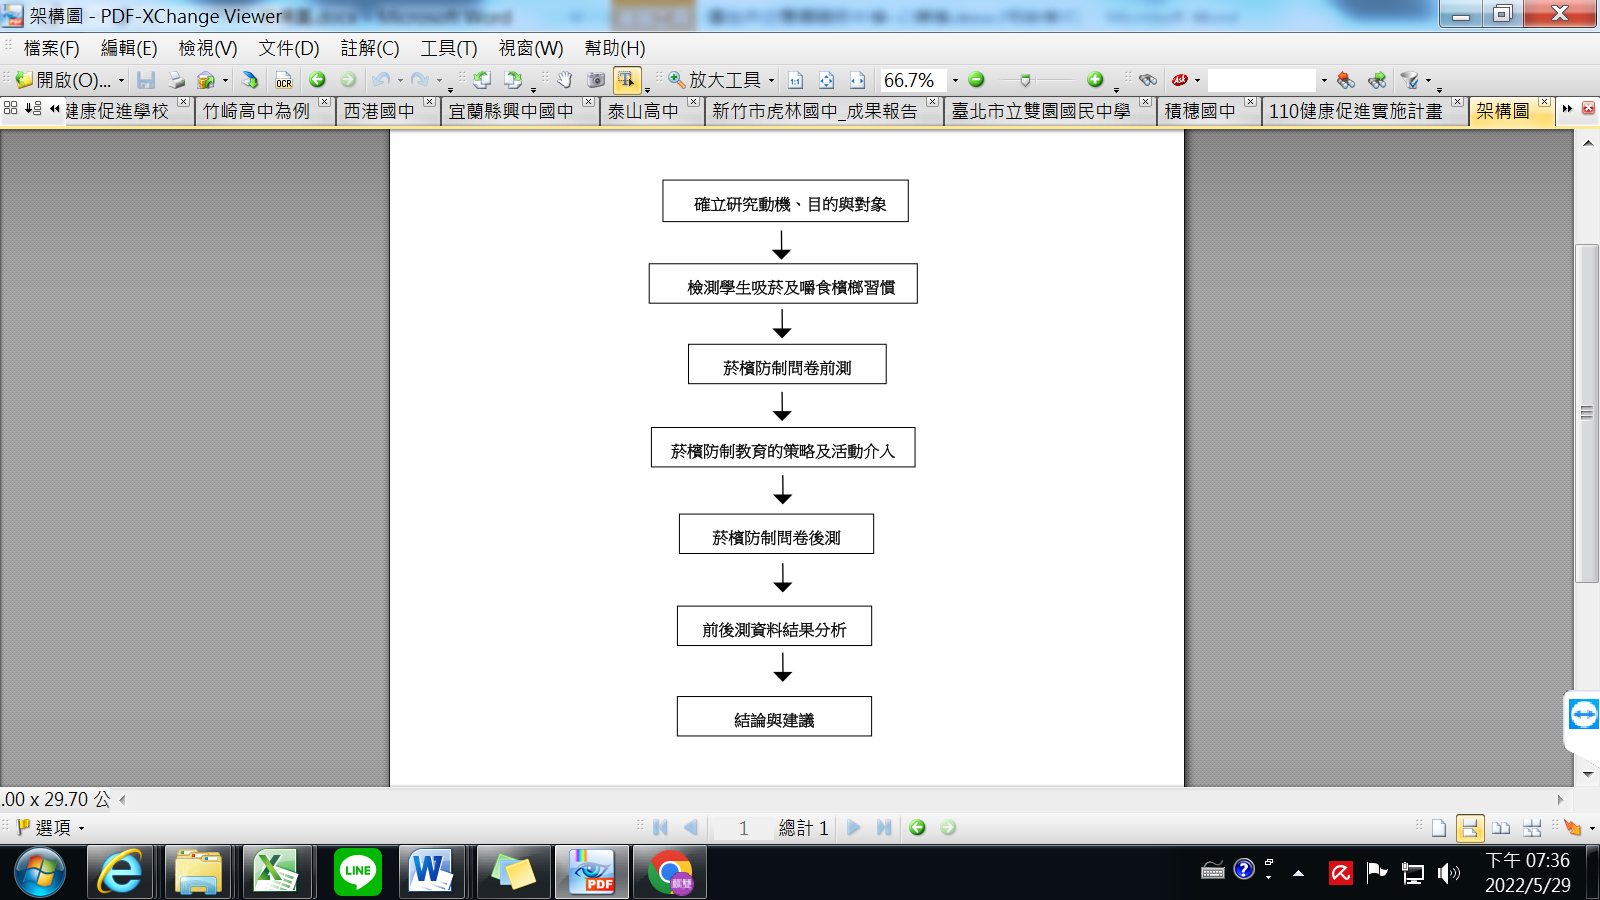 架構圖 - PDF-XChange Viewer
檔案(F) 編輯(E) 檢視(V) 文件(D) 註解(C) 工具(T) 視窗(W) 幫助(H)
開啟(O)... OCR 放大工具 1:1 66.7% ask
健康促進學校 竹崎高中為例 西港國中 宜蘭縣興中國中 泰山高中 新竹市虎林國中_成果報告 臺北市立雙園國民中學 積穗國中 110健康促進實施計畫 架構圖
確立研究動機、目的與對象
檢測學生吸菸及嚼食檳榔習慣
菸檳防制問卷前測
菸檳防制教育的策略及活動介入
菸檳防制問卷後測
前後測資料結果分析
結論與建議
.00 x 29.70 公
選項 1 總計 1
LINE PDF
下午 07:36
2022/5/29